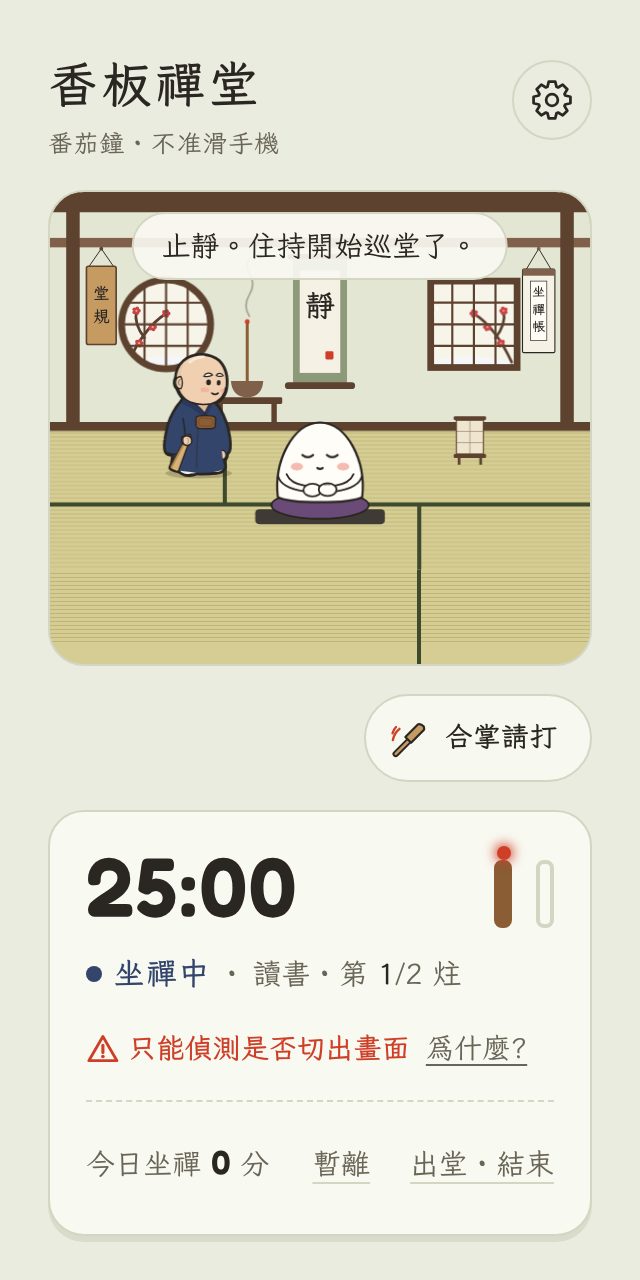 香板禪堂
番茄鐘・不准滑手機
止靜。住持開始巡堂了。
堂規
靜
坐禪帳
合掌請打
25:00
坐禪中・讀書・第 1/2 炷
只能偵測是否切出畫面 為什麼?
今日坐禪 0 分 暫離 出堂・結束